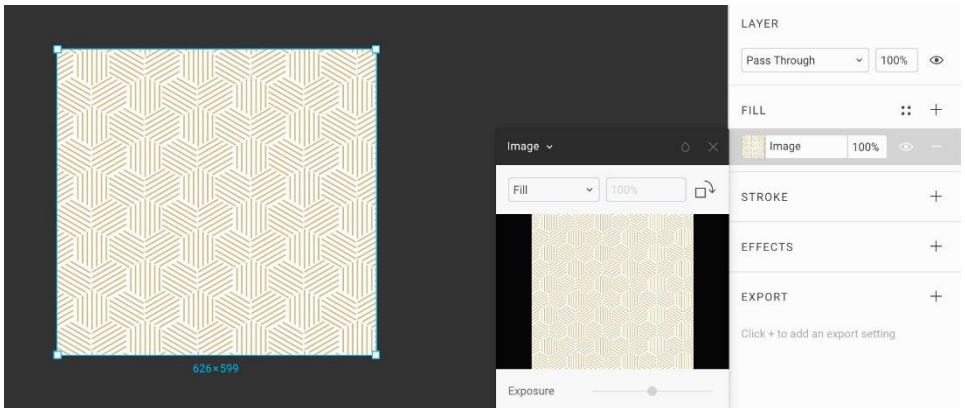 626×599
Image
Fill
100%
Exposure
LAYER
Pass Through
100%
FILL
Image
100%
STROKE
EFFECTS
EXPORT
Click + to add an export setting